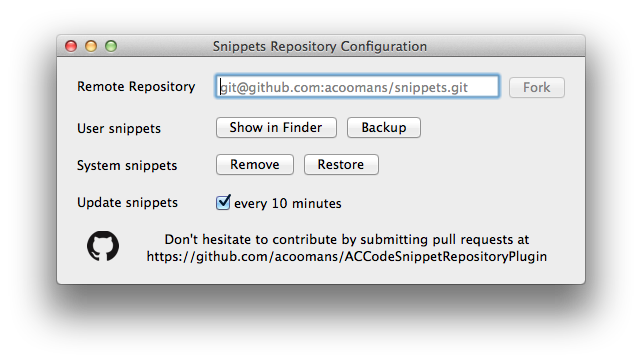 Snippets Repository Configuration
Remote Repository git@github.com:acoomans/snippets.git Fork
User snippets Show in Finder Backup
System snippets Remove Restore
Update snippets every 10 minutes
Don't hesitate to contribute by submitting pull requests at
https://github.com/acoomans/ACCodeSnippetRepositoryPlugin